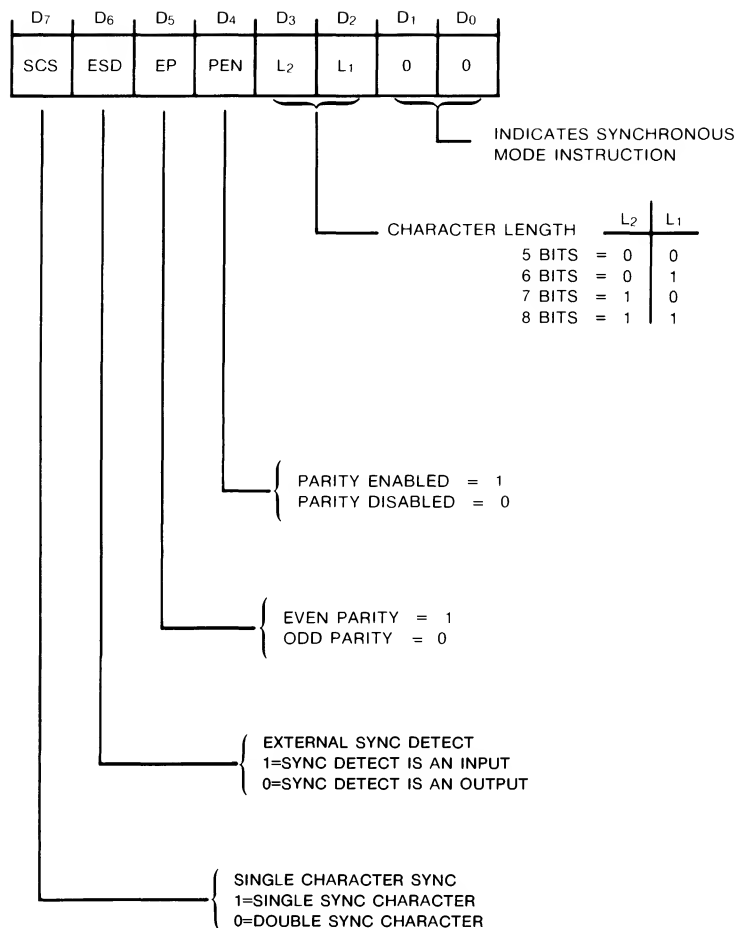 D7 D6 D5 D4 D3 D2 D1 D0
SCS ESD EP PEN L2 L1 0 0
INDICATES SYNCHRONOUS
MODE INSTRUCTION
CHARACTER LENGTH L2 L1
5 BITS = 0 0
6 BITS = 0 1
7 BITS = 1 0
8 BITS = 1 1
PARITY ENABLED = 1
PARITY DISABLED = 0
EVEN PARITY = 1
ODD PARITY = 0
EXTERNAL SYNC DETECT
1=SYNC DETECT IS AN INPUT
0=SYNC DETECT IS AN OUTPUT
SINGLE CHARACTER SYNC
1=SINGLE SYNC CHARACTER
0=DOUBLE SYNC CHARACTER